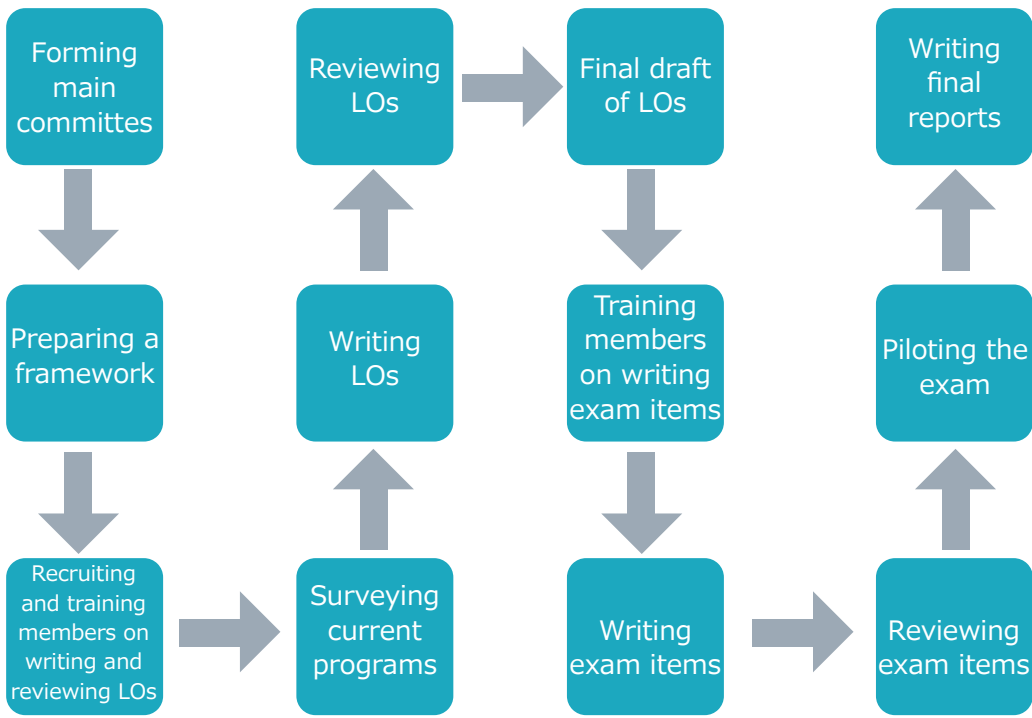 Forming
main
committes
Preparing a
framework
Recruiting
and training
members on
writing and
reviewing LOs
Surveying
current
programs
Writing
LOs
Reviewing
LOs
Final draft
of LOs
Training
members
on writing
exam items
Writing
exam items
Reviewing
exam items
Piloting the
exam
Writing
final
reports